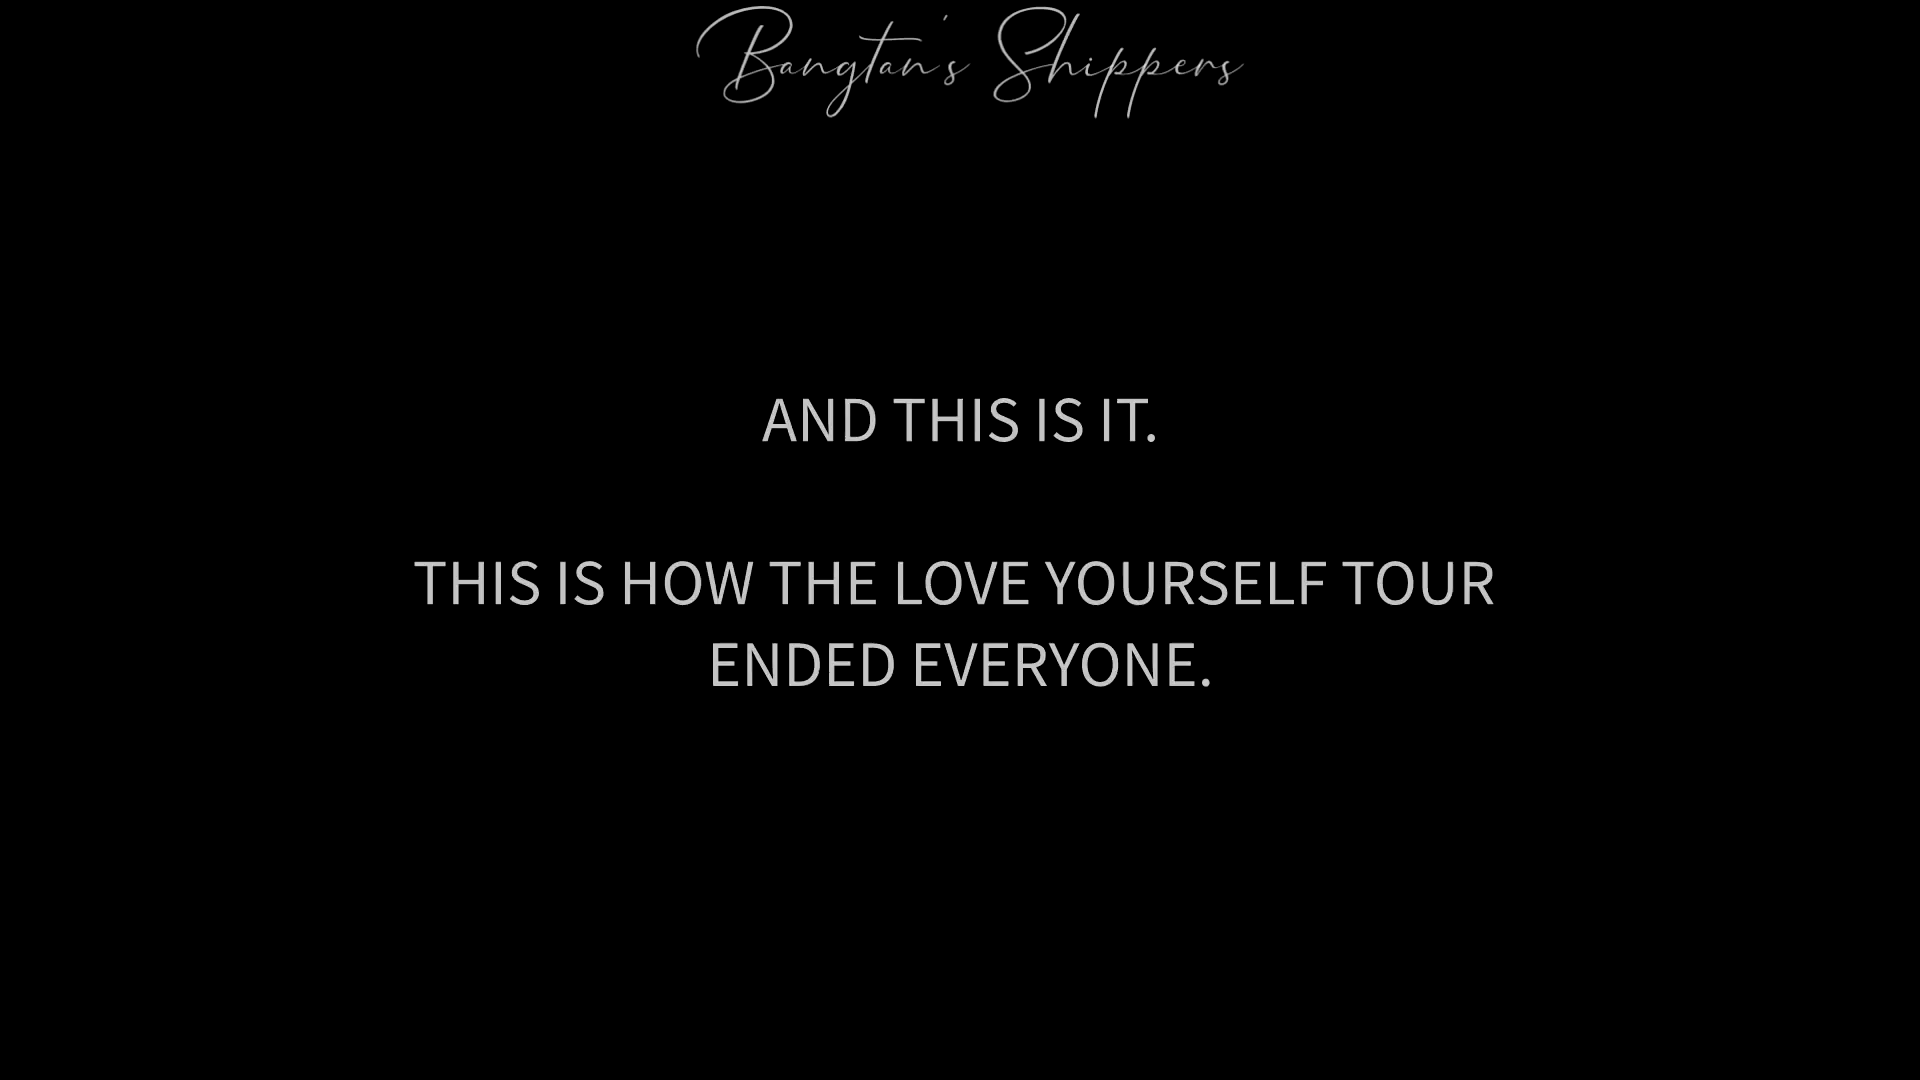 Bangtan's Shippers
AND THIS IS IT.
THIS IS HOW THE LOVE YOURSELF TOUR
ENDED EVERYONE.